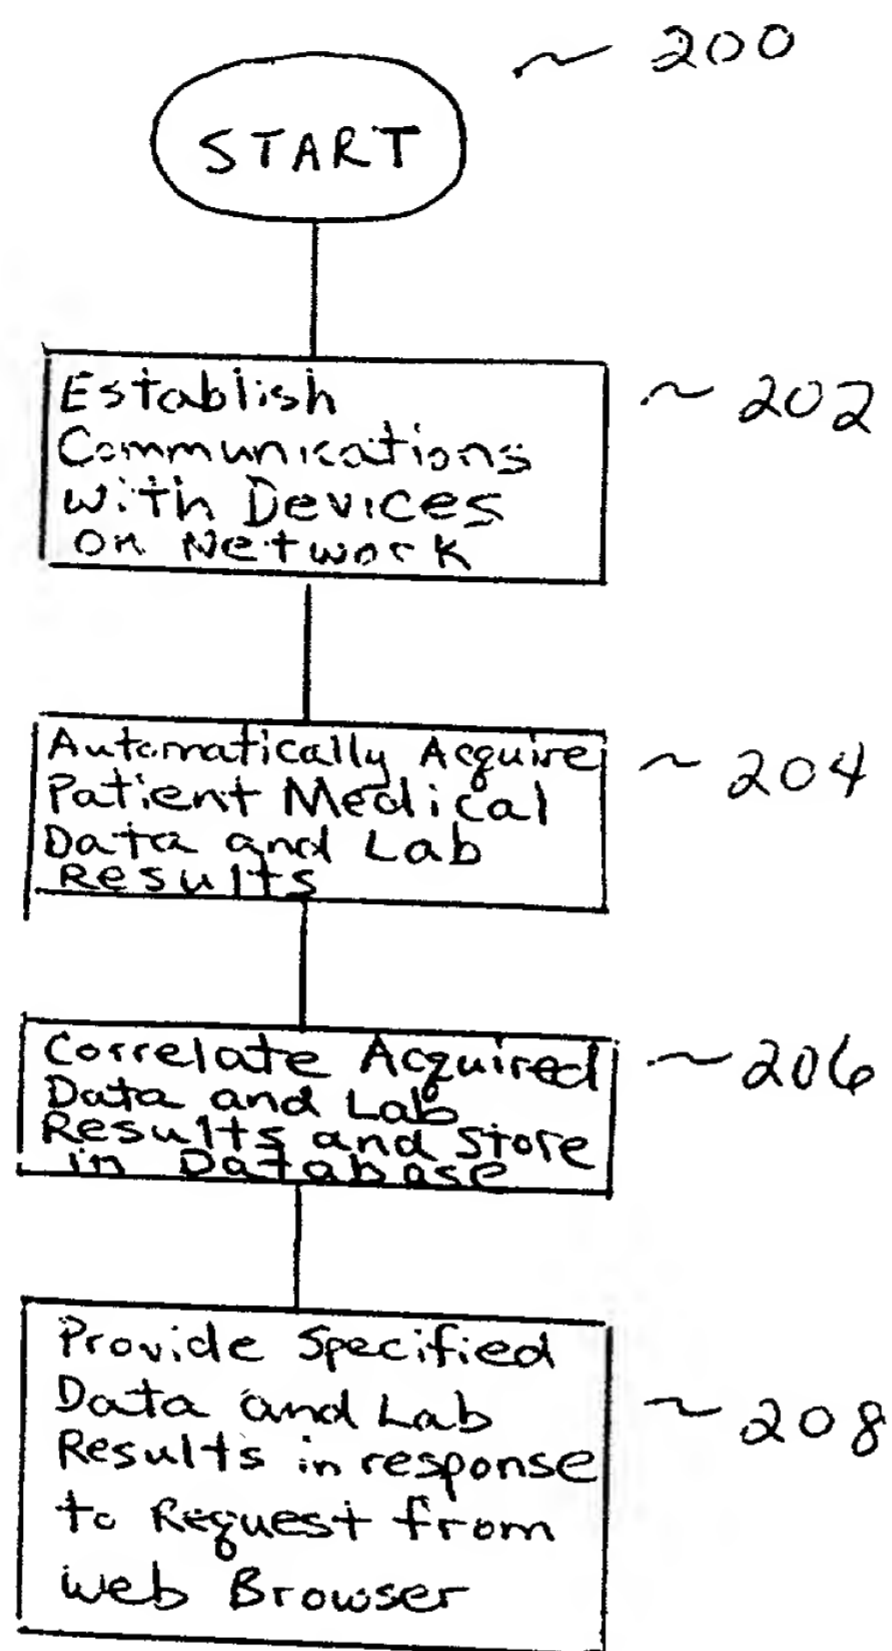 ~ 200
START
Establish
Communications
with Devices
on Network
~ 202
Automatically Acquire
Patient Medical
Data and Lab
Results
~ 204
Correlate Acquired
Data and Lab
Results and Store
in Database
~ 206
Provide Specified
Data and Lab
Results in response
to Request from
Web Browser
~ 208